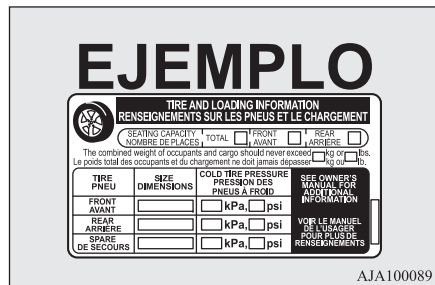 EJEMPLO
TIRE AND LOADING INFORMATION
RENSEIGNEMENTS SUR LES PNEUS ET LE CHARGEMENT
SEATING CAPACITY
NOMBRE DE PLACES
TOTAL
FRONT
AVANT
REAR
ARRIÈRE
The combined weight of occupants and cargo should never exceed kg or lbs.
Le poids total des occupants et du chargement ne doit jamais dépasser kg ou lb.
TIRE
PNEU
SIZE
DIMENSIONS
COLD TIRE PRESSURE
PRESSION DES
PNEUS À FROID
SEE OWNER'S
MANUAL FOR
ADDITIONAL
INFORMATION
VOIR LE MANUEL
DE L'USAGER
POUR PLUS DE
RENSEIGNEMENTS
FRONT
AVANT
kPa, psi
REAR
ARRIÈRE
kPa, psi
SPARE
DE SECOURS
kPa, psi
AJA100089